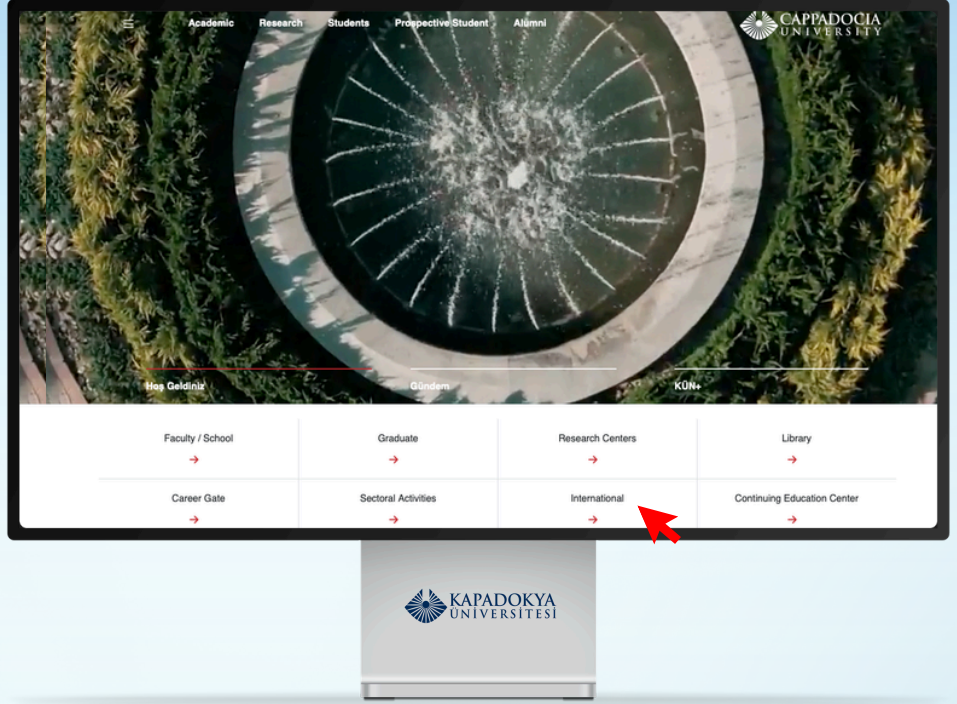 Academic Research Students Prospective Student Alumni
CAPPADOCIA
UNIVERSITY
Hoş Geldiniz Gündem KÜN+
Faculty / School Graduate Research Centers Library
Career Gate Sectoral Activities International Continuing Education Center
KAPADOKYA
ÜNİVERSİTESİ